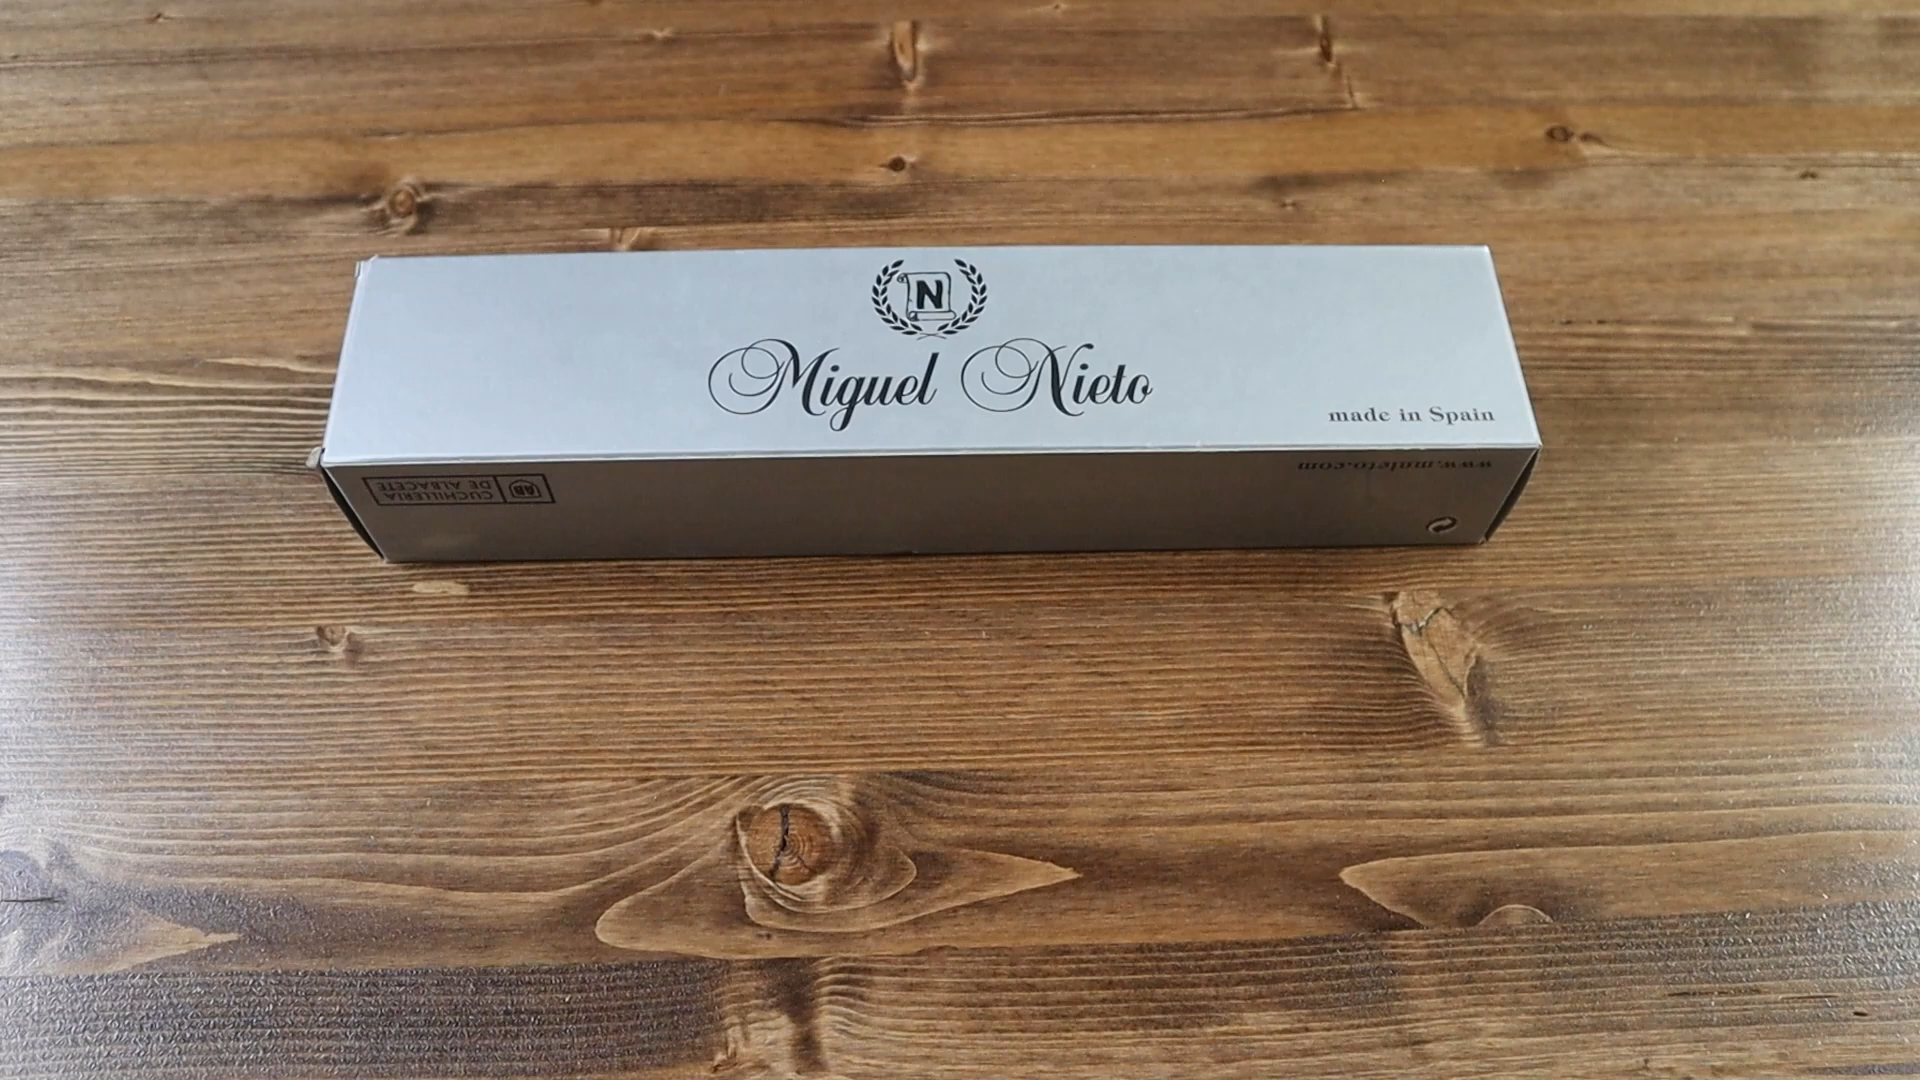 N
Miguel Nieto
made in Spain
www.mnieto.com
AB
CUCHILLERIA
DE ALBACETE